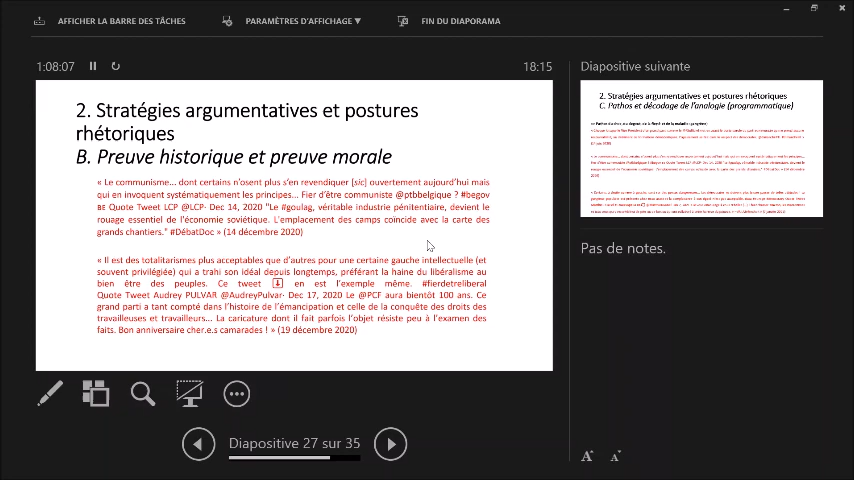 AFFICHER LA BARRE DES TÂCHES
PARAMÈTRES D'AFFICHAGE ▼
FIN DU DIAPORAMA
1:08:07
18:15
2. Stratégies argumentatives et postures
rhétoriques
B. Preuve historique et preuve morale
« Le communisme... dont certains n'osent plus s'en revendiquer [sic] ouvertement aujourd'hui mais
qui en invoquent systématiquement les principes... Fier d'être communiste @ptbbelgique ? #begov
BE Quote Tweet LCP @LCP· Dec 14, 2020 "Le #goulag, véritable industrie pénitentiaire, devient le
rouage essentiel de l'économie soviétique. L'emplacement des camps coïncide avec la carte des
grands chantiers." #DébatDoc » (14 décembre 2020)
« Il est des totalitarismes plus acceptables que d'autres pour une certaine gauche intellectuelle (et
souvent privilégiée) qui a trahi son idéal depuis longtemps, préférant la haine du libéralisme au
bien être des peuples. Ce tweet ⬇ en est l'exemple même. #fierdetreliberal
Quote Tweet Audrey PULVAR @AudreyPulvar· Dec 17, 2020 Le @PCF aura bientôt 100 ans. Ce
grand parti a tant compté dans l'histoire de l'émancipation et celle de la conquête des droits des
travailleuses et travailleurs... La caricature dont il fait parfois l'objet résiste peu à l'examen des
faits. Bon anniversaire cher.e.s camarades ! » (19 décembre 2020)
Diapositive 27 sur 35
Diapositive suivante
2. Stratégies argumentatives et postures rhétoriques
C. Pathos et décodage de l'analogie (programmatique)
Pas de notes.